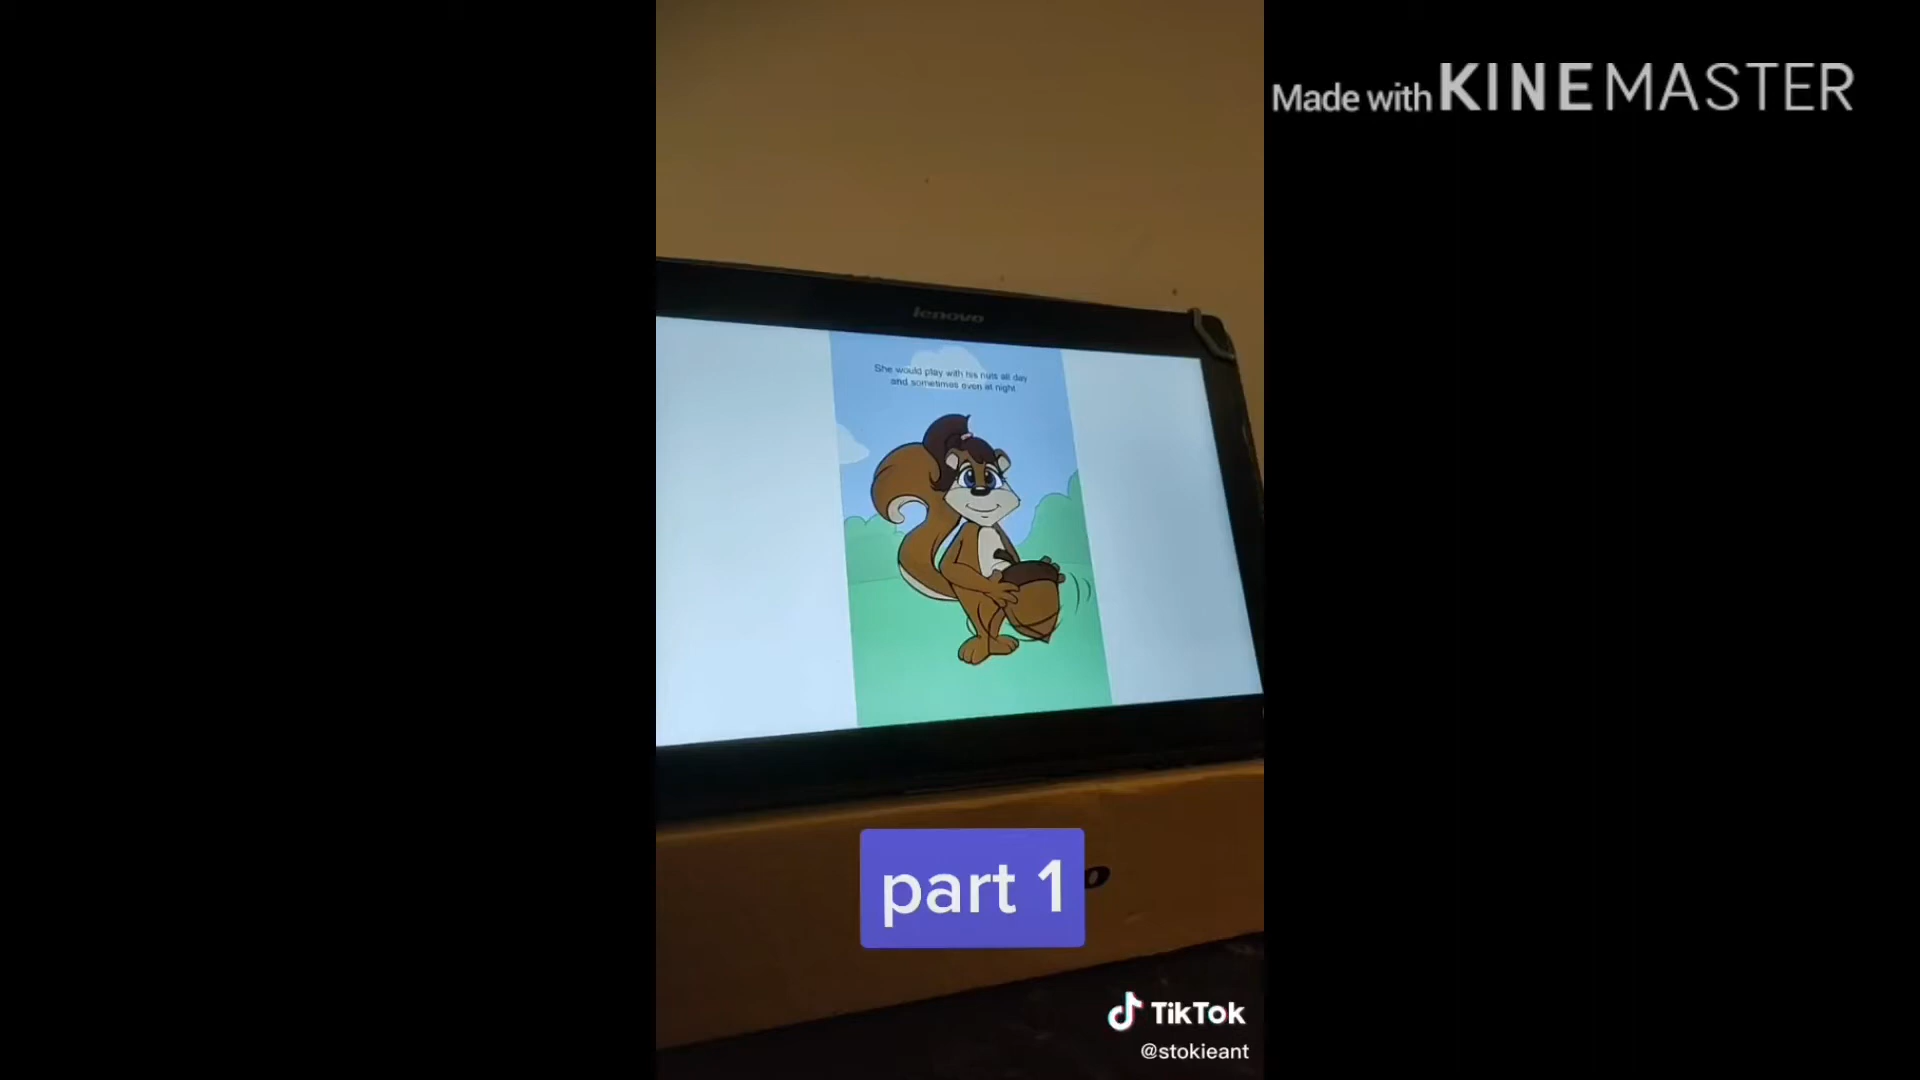 Made with KINEMASTER
lenovo
She would play with his nuts all day
and sometimes even at night
part 1
o
TikTok
@stokieant